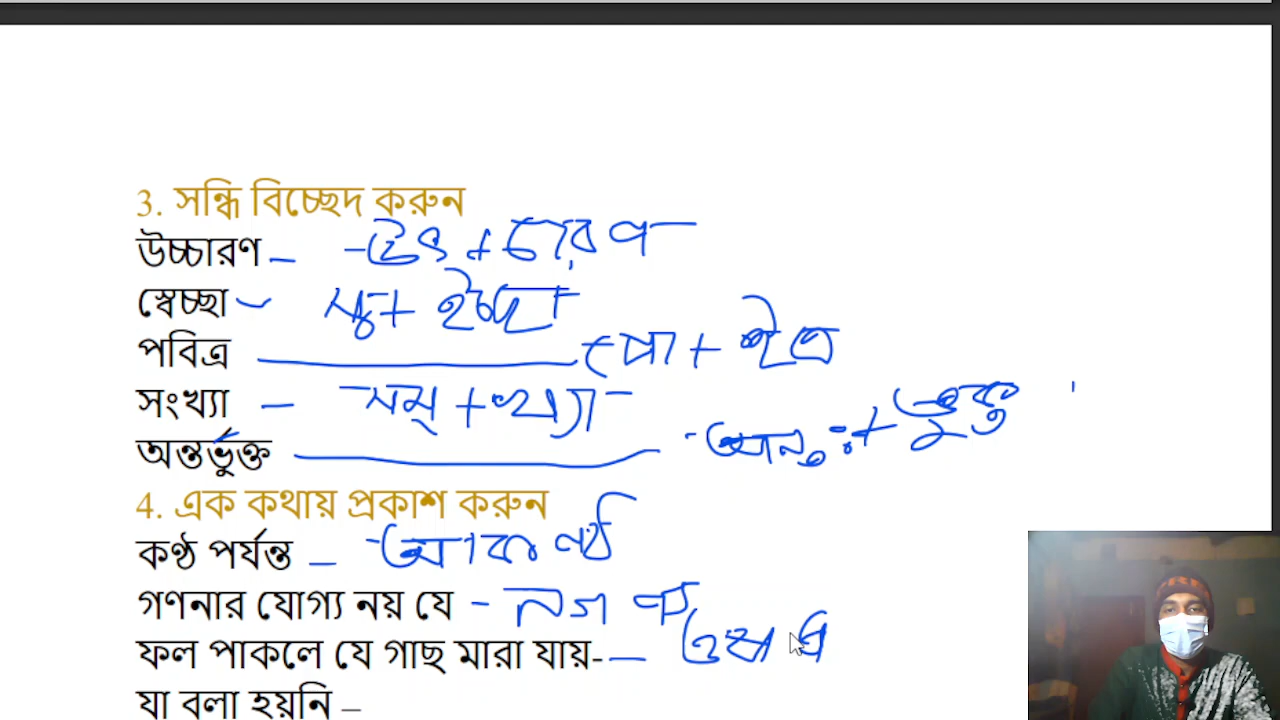 3. সন্ধি বিচ্ছেদ করুন
উচ্চারণ – উৎ + চারণ
স্বেচ্ছা – স্ব + ইচ্ছা
পবিত্র – পো + ইত্র
সংখ্যা – সম্ + খ্যা
অন্তর্ভুক্ত – অন্তঃ + ভুক্ত
4. এক কথায় প্রকাশ করুন
কণ্ঠ পর্যন্ত – আকণ্ঠ
গণনার যোগ্য নয় যে – নগণ্য
ফল পাকলে যে গাছ মারা যায়-– ওষধি
যা বলা হয়নি –